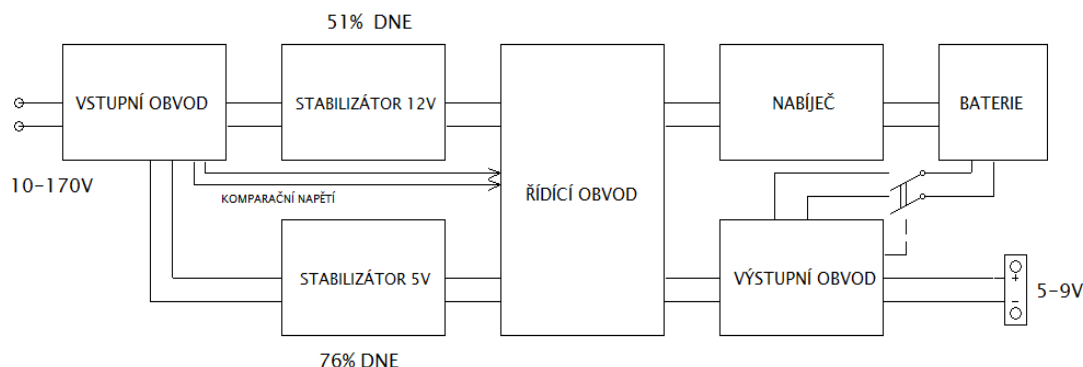 51% DNE
VSTUPNÍ OBVOD
STABILIZÁTOR 12V
NABÍJEČ
BATERIE
10-170V
KOMPARAČNÍ NAPĚTÍ
ŘÍDÍCÍ OBVOD
STABILIZÁTOR 5V
VÝSTUPNÍ OBVOD
+
-
5-9V
76% DNE